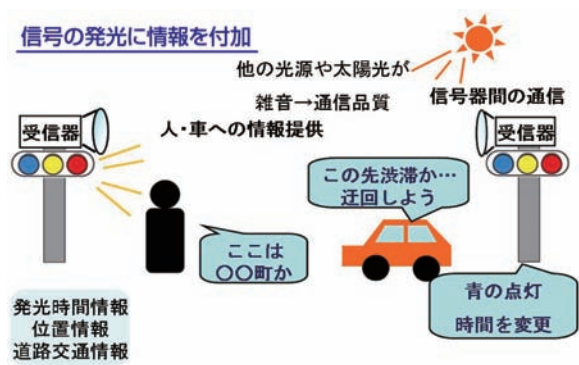 信号の発光に情報を付加
他の光源や太陽光が
雑音→通信品質
信号器間の通信
受信器
人・車への情報提供
受信器
この先渋滞か…
迂回しよう
ここは
〇〇町か
青の点灯
時間を変更
発光時間情報
位置情報
道路交通情報